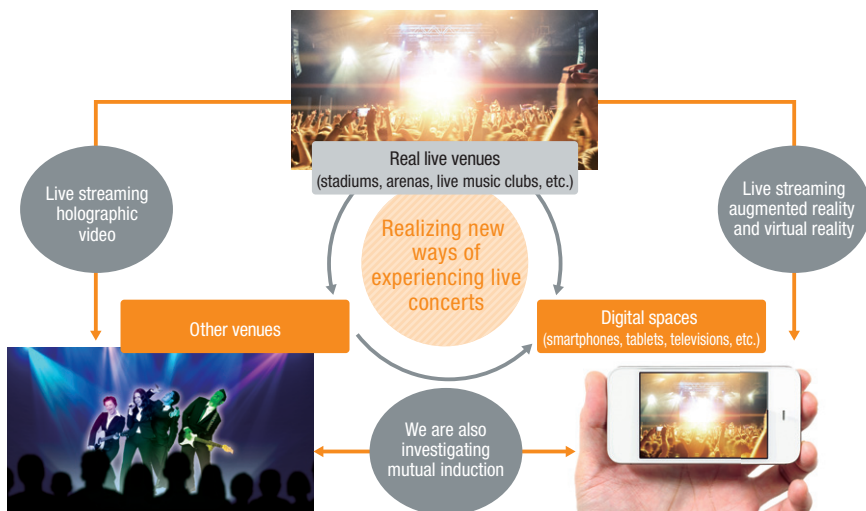 Real live venues
(stadiums, arenas, live music clubs, etc.)
Live streaming
holographic
video
Live streaming
augmented reality
and virtual reality
Realizing new
ways of
experiencing live
concerts
Other venues
Digital spaces
(smartphones, tablets, televisions, etc.)
We are also
investigating
mutual induction